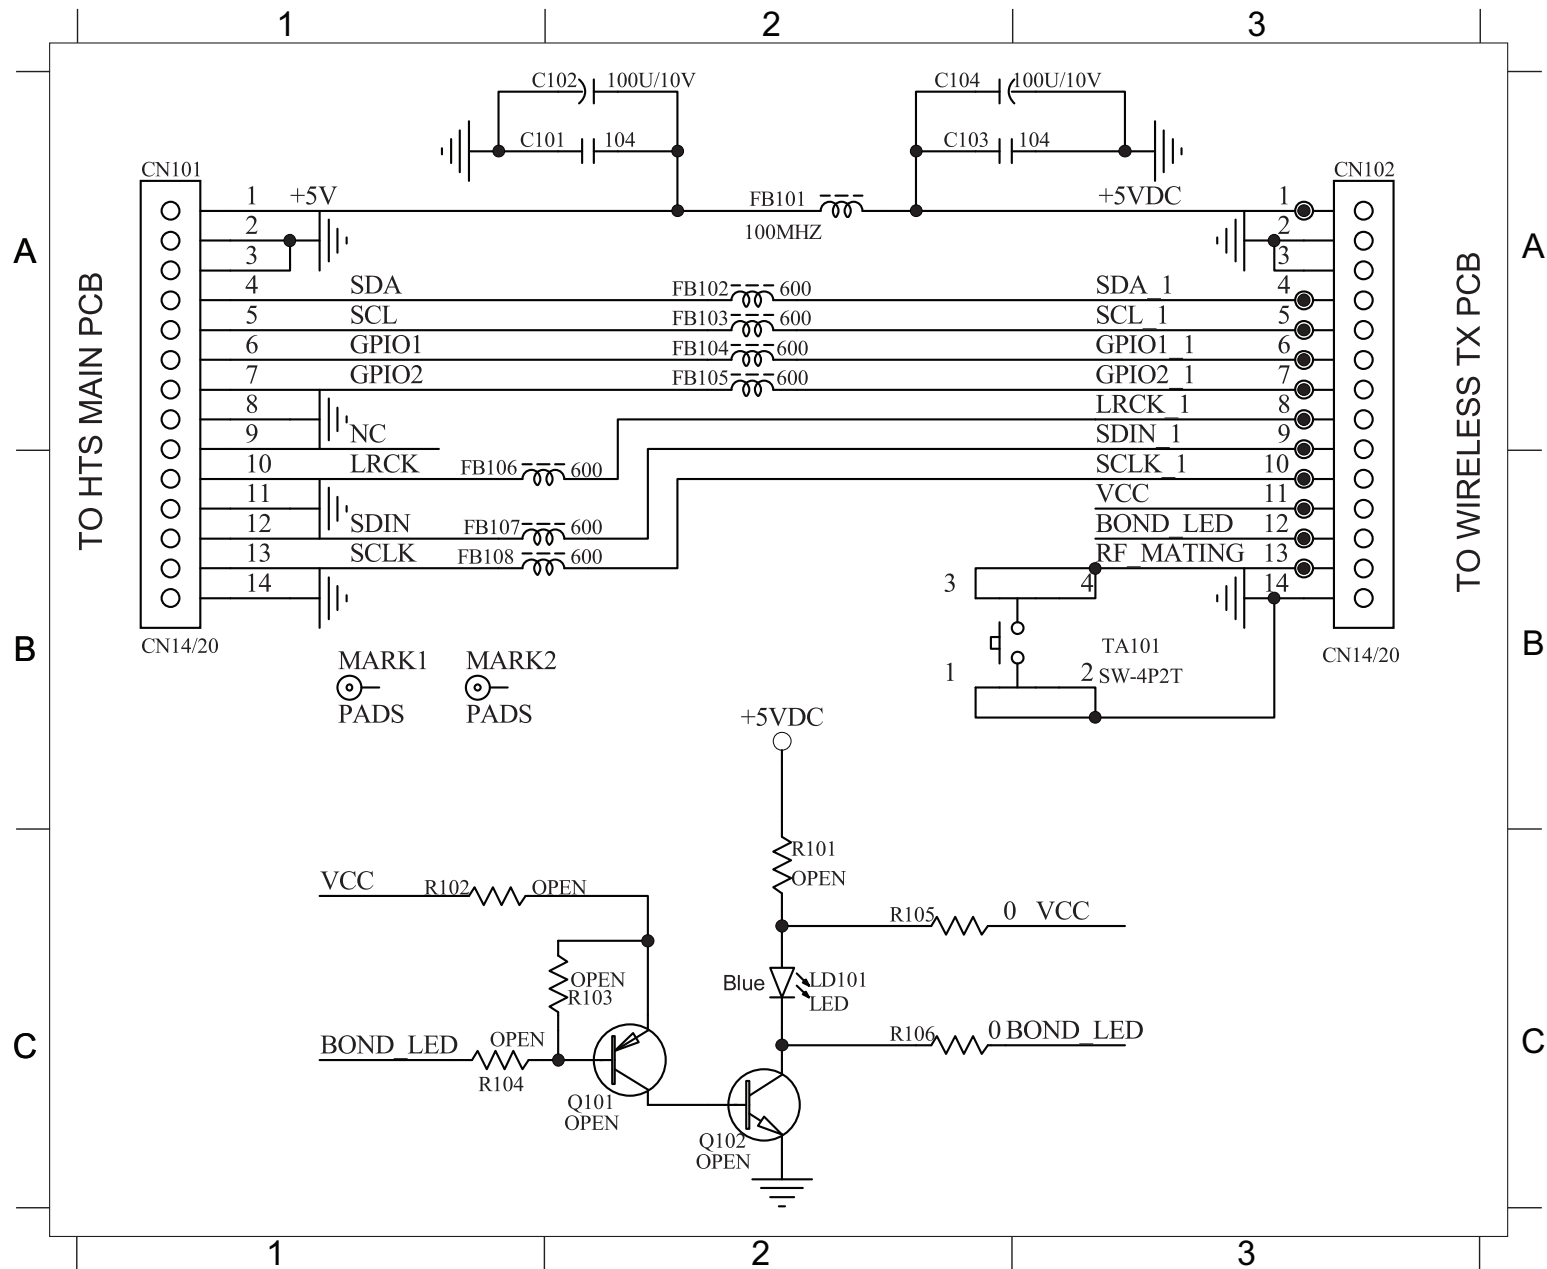 1 2 3
C102 100U/10V C104 100U/10V
C101 104 C103 104
CN101 CN102
1 +5V FB101 +5VDC 1
2 100MHZ 2
A A
3 3
4 SDA FB102 600 SDA_1 4
5 SCL FB103 600 SCL_1 5
6 GPIO1 FB104 600 GPIO1_1 6
7 GPIO2 FB105 600 GPIO2_1 7
8 LRCK_1 8
9 NC SDIN_1 9
10 LRCK FB106 600 SCLK_1 10
11 VCC 11
12 SDIN FB107 600 BOND_LED 12
13 SCLK FB108 600 RF_MATING 13
14 3 4 14
TO HTS MAIN PCB
TO WIRELESS TX PCB
CN14/20 CN14/20
B B
TA101
1 2 SW-4P2T
MARK1 MARK2
PADS PADS
+5VDC
R101
OPEN
VCC R102 OPEN
R105 0 VCC
OPEN
R103
Blue LD101
LED
BOND_LED OPEN
R104
R106 0 BOND_LED
C C
Q101
OPEN
Q102
OPEN
1 2 3